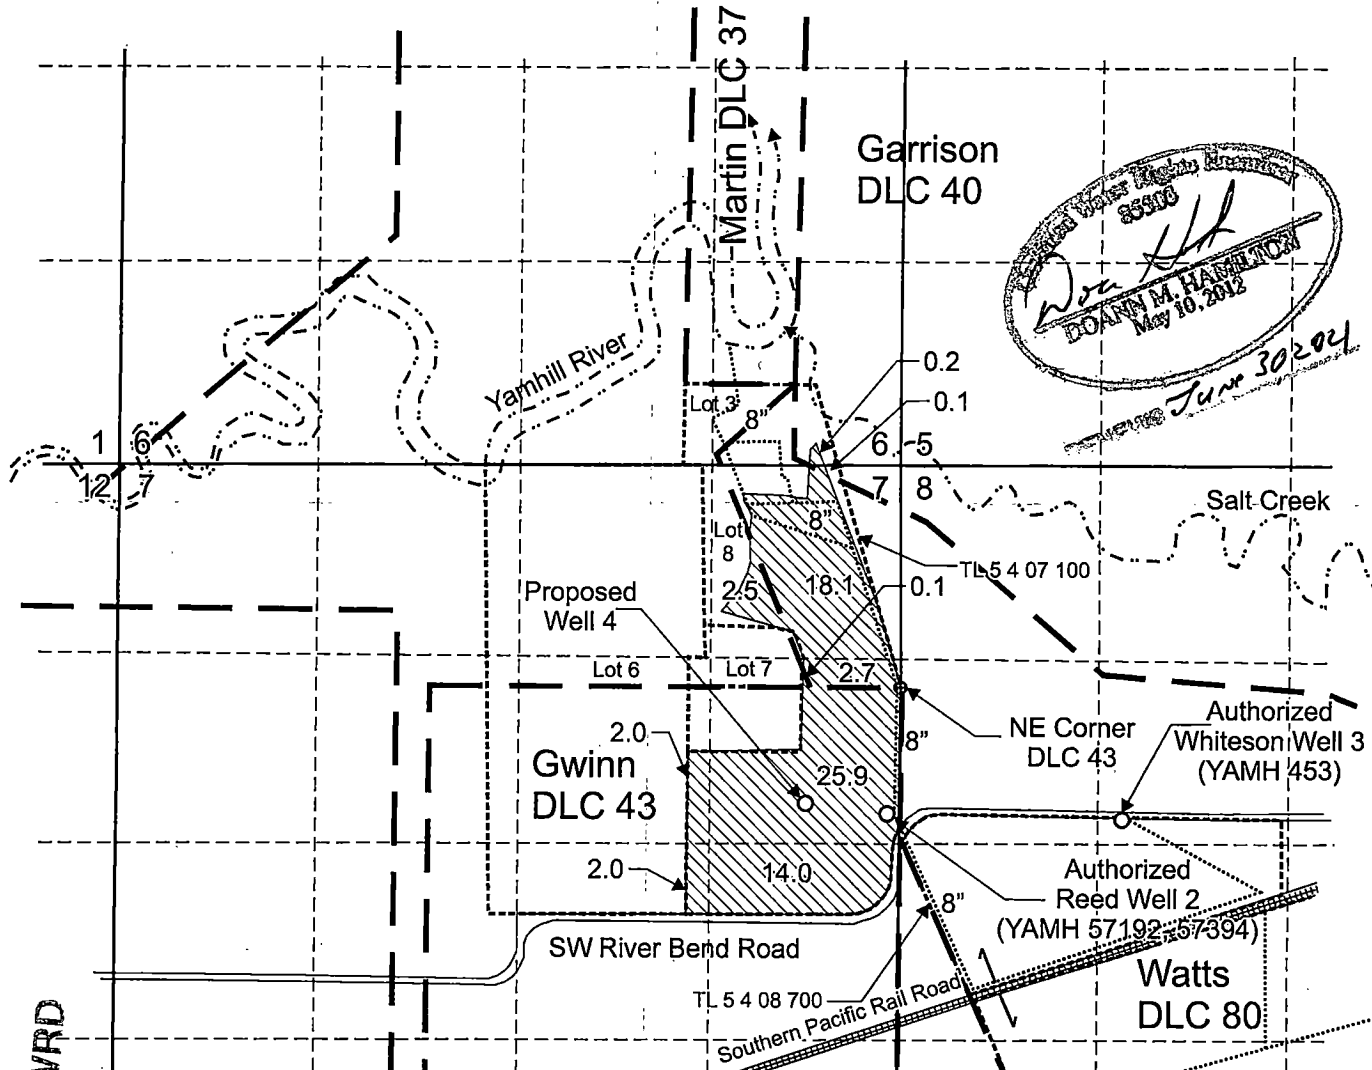 Martin DLC 37
Garrison
DLC 40
Water Rights Examiner
DOANN M. HAMILTON
May 10, 2012
June 30 2021
Yamhill River
0.2
0.1
Lot 3
8"
1 6
12 7
6 5
7 8
Salt Creek
8"
Lot
8
TL 5 4 07 100
2.5
18.1
0.1
Proposed
Well 4
Lot 6
Lot 7
2.7
NE Corner
DLC 43
Authorized
Whiteson Well 3
(YAMH 453)
2.0
8"
Gwinn
DLC 43
25.9
2.0
14.0
Authorized
Reed Well 2
(YAMH 57192, 57394)
8"
SW River Bend Road
TL 5 4 08 700
Southern Pacific Rail Road
Watts
DLC 80